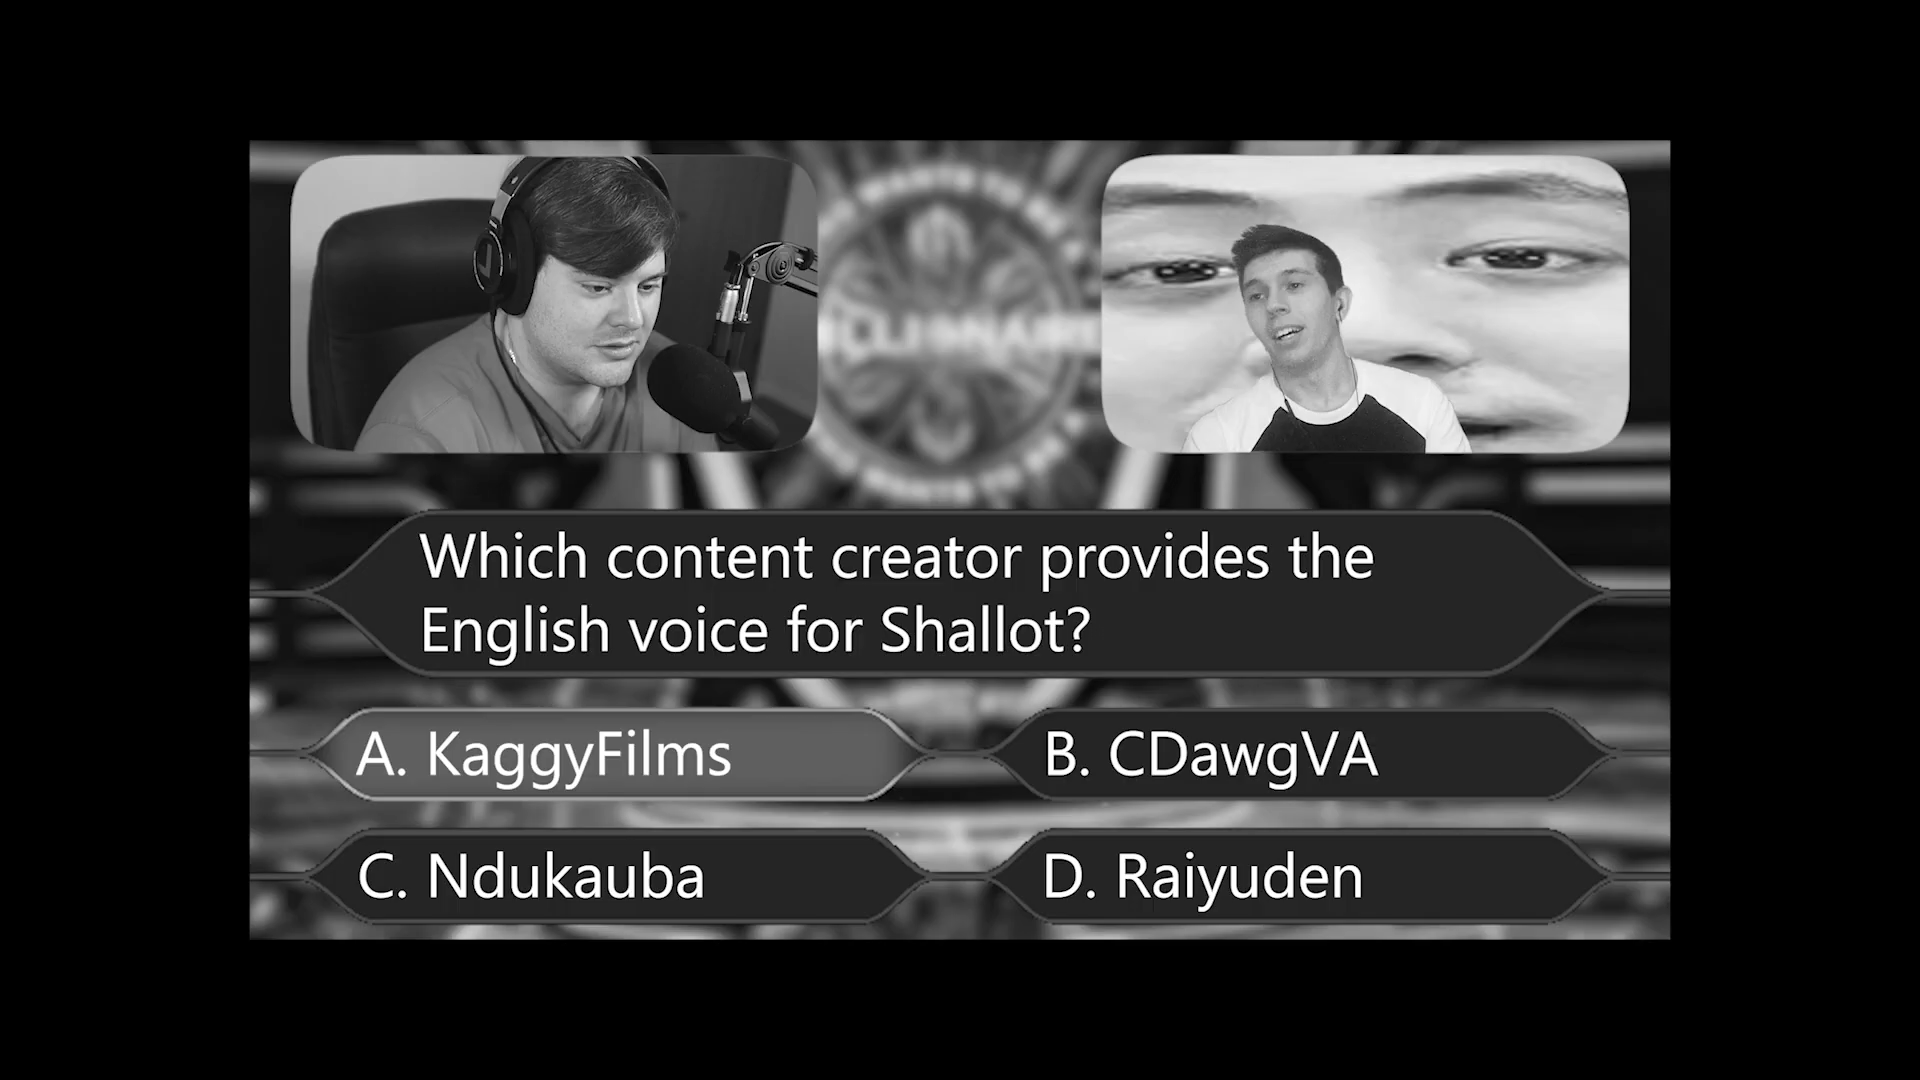 Which content creator provides the
English voice for Shallot?
A. KaggyFilms
B. CDawgVA
C. Ndukauba
D. Raiyuden